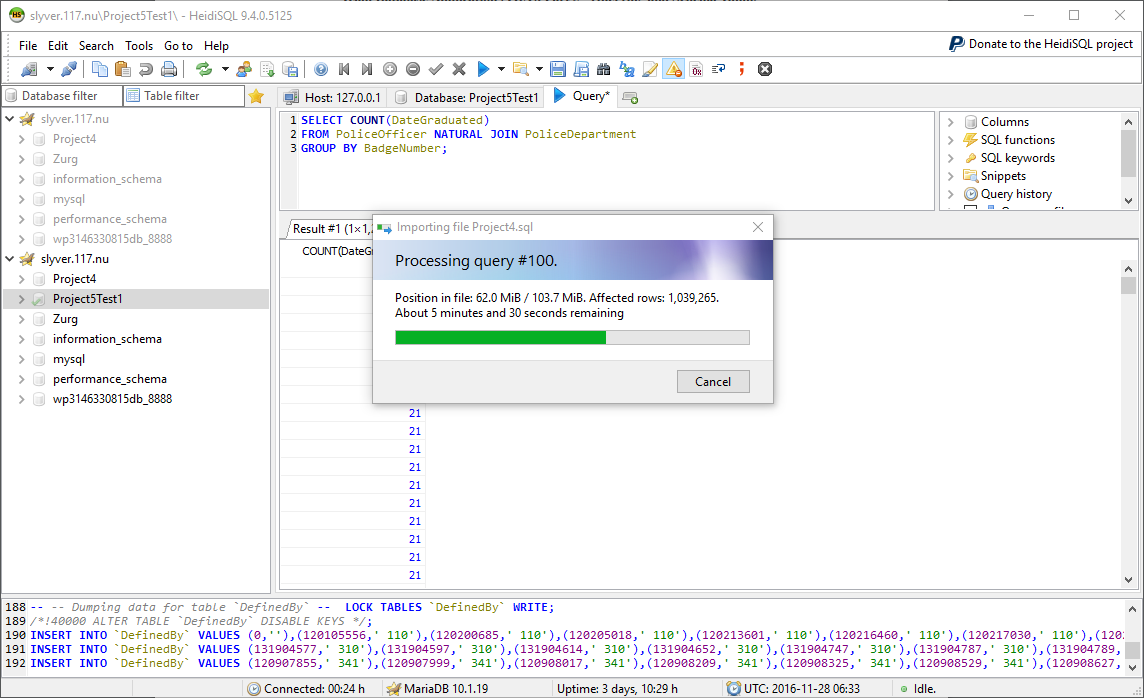 slyver.117.nu\Project5Test1\ - HeidiSQL 9.4.0.5125
File Edit Search Tools Go to Help
Donate to the HeidiSQL project
Database filter
Table filter
Host: 127.0.0.1
Database: Project5Test1
Query*
slyver.117.nu
Project4
Zurg
information_schema
mysql
performance_schema
wp3146330815db_8888
slyver.117.nu
Project4
Project5Test1
Zurg
information_schema
mysql
performance_schema
wp3146330815db_8888
1 SELECT COUNT(DateGraduated)
2 FROM PoliceOfficer NATURAL JOIN PoliceDepartment
3 GROUP BY BadgeNumber;
Columns
SQL functions
SQL keywords
Snippets
Query history
Result #1 (1×1,
COUNT(DateGr
Importing file Project4.sql
Processing query #100.
Position in file: 62.0 MiB / 103.7 MiB. Affected rows: 1,039,265.
About 5 minutes and 30 seconds remaining
Cancel
21
21
21
21
21
21
21
21
21
21
188 -- -- Dumping data for table `DefinedBy` --  LOCK TABLES `DefinedBy` WRITE;
189 /*!40000 ALTER TABLE `DefinedBy` DISABLE KEYS */;
190 INSERT INTO `DefinedBy` VALUES (0,''),(120105556,' 110'),(120200685,' 110'),(120205018,' 110'),(120213601,' 110'),(120216460,' 110'),(120217030,' 110'),(120
191 INSERT INTO `DefinedBy` VALUES (131904577,' 310'),(131904597,' 310'),(131904614,' 310'),(131904652,' 310'),(131904747,' 310'),(131904787,' 310'),(131904789,
192 INSERT INTO `DefinedBy` VALUES (120907855,' 341'),(120907999,' 341'),(120908017,' 341'),(120908209,' 341'),(120908325,' 341'),(120908529,' 341'),(120908627,
Connected: 00:24 h
MariaDB 10.1.19
Uptime: 3 days, 10:29 h
UTC: 2016-11-28 06:33
Idle.